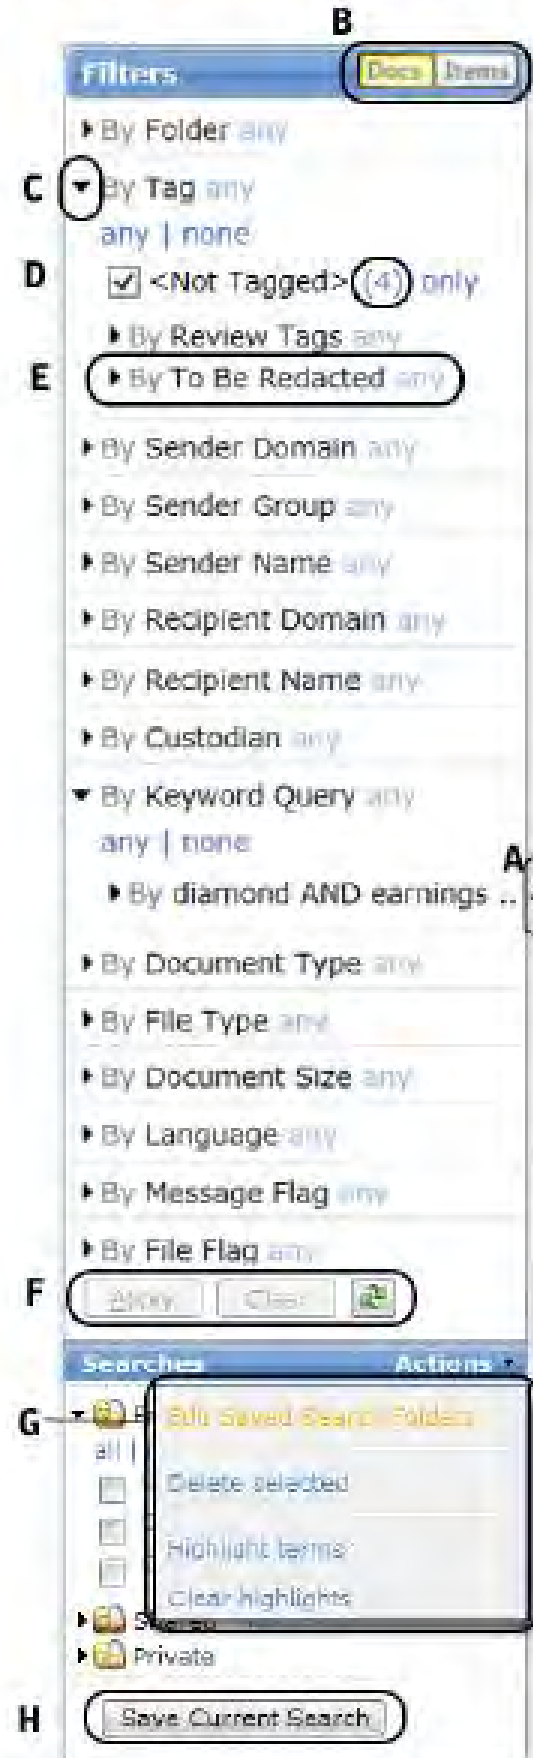 B
Filters Docs Items
By Folder any
C By Tag any
any | none
D <Not Tagged> (4) only
By Review Tags any
E By To Be Redacted any
By Sender Domain any
By Sender Group any
By Sender Name any
By Recipient Domain any
By Recipient Name any
By Custodian any
By Keyword Query any
any | none
A
By diamond AND earnings ..
By Document Type any
By File Type any
By Document Size any
By Language any
By Message Flag any
By File Flag any
F Apply Clear
Searches Actions
G Edit Saved Search Folders
all |
Delete selected
Highlight terms
Clear highlights
Shared
Private
H Save Current Search